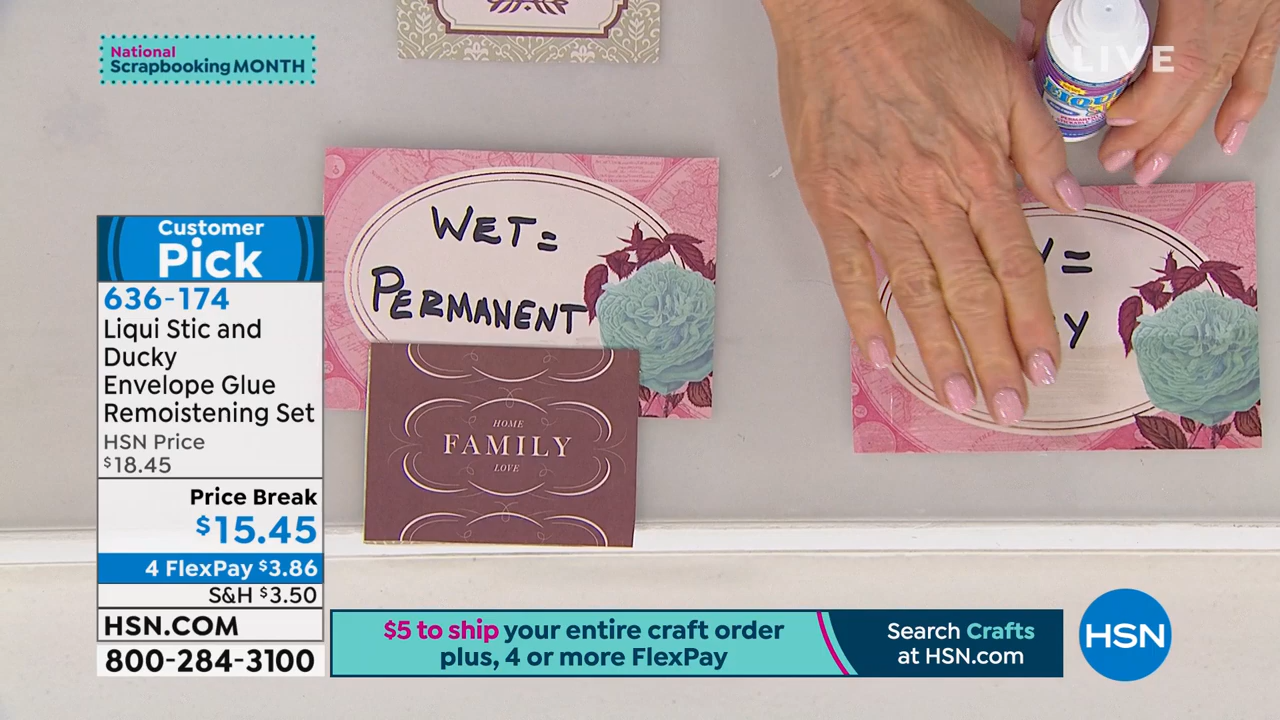 National
Scrapbooking MONTH
LIVE
WET=
PERMANENT
HOME
FAMILY
LOVE
Y=
Y
Customer
Pick
636-174
Liqui Stic and
Ducky
Envelope Glue
Remoistening Set
HSN Price
$18.45
Price Break
$15.45
4 FlexPay $3.86
S&H $3.50
HSN.COM
800-284-3100
$5 to ship your entire craft order
plus, 4 or more FlexPay
Search Crafts
at HSN.com
HSN